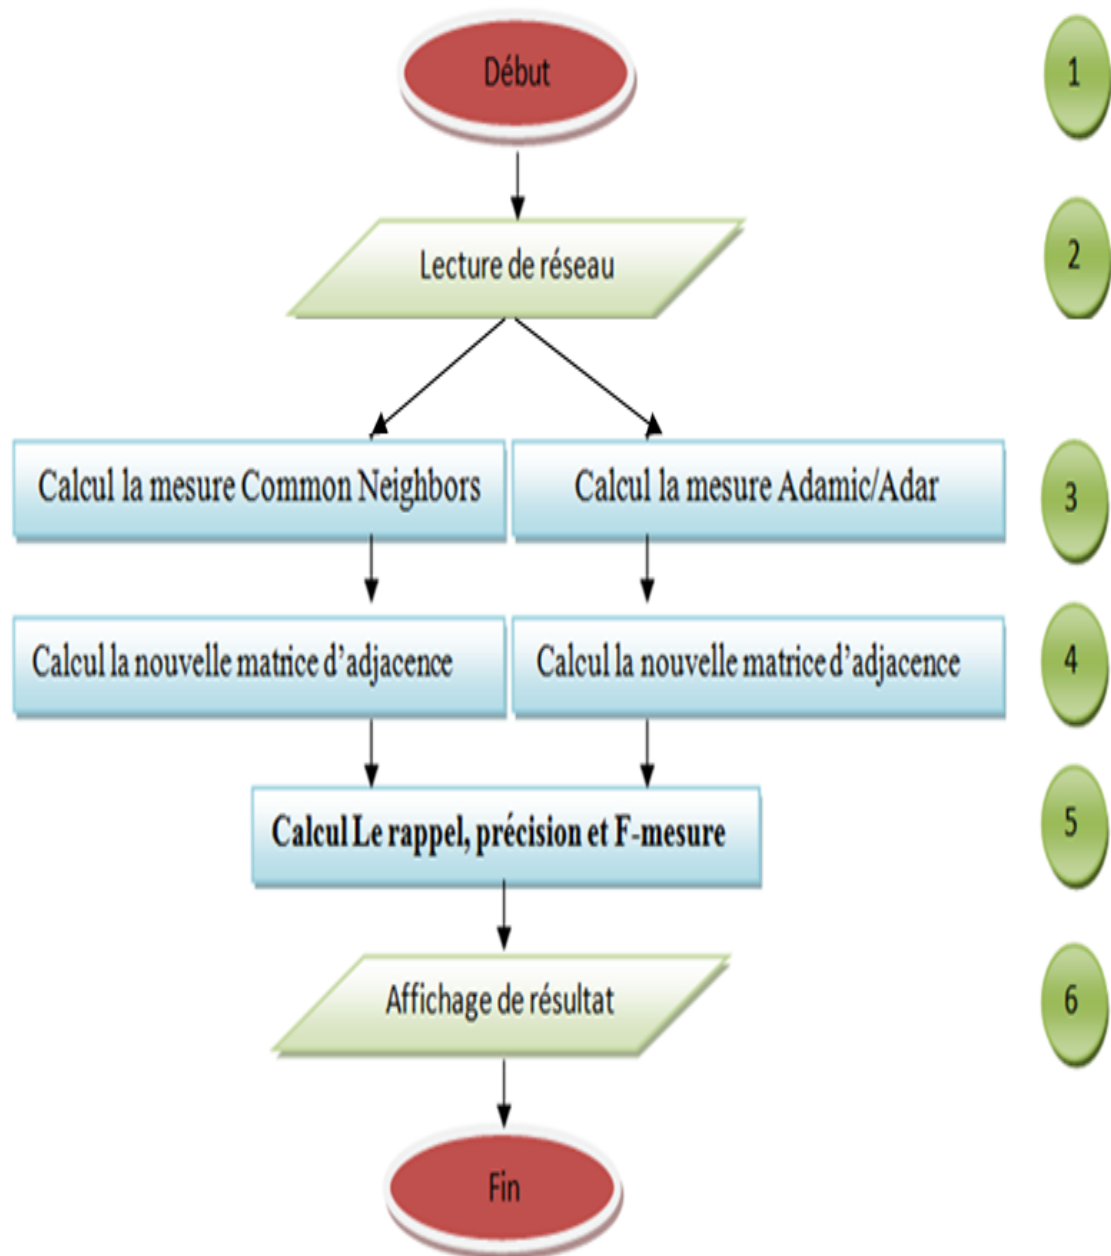 Début
1
Lecture de réseau
2
Calcul la mesure Common Neighbors
Calcul la mesure Adamic/Adar
3
Calcul la nouvelle matrice d'adjacence
Calcul la nouvelle matrice d'adjacence
4
Calcul Le rappel, précision et F-mesure
5
Affichage de résultat
6
Fin